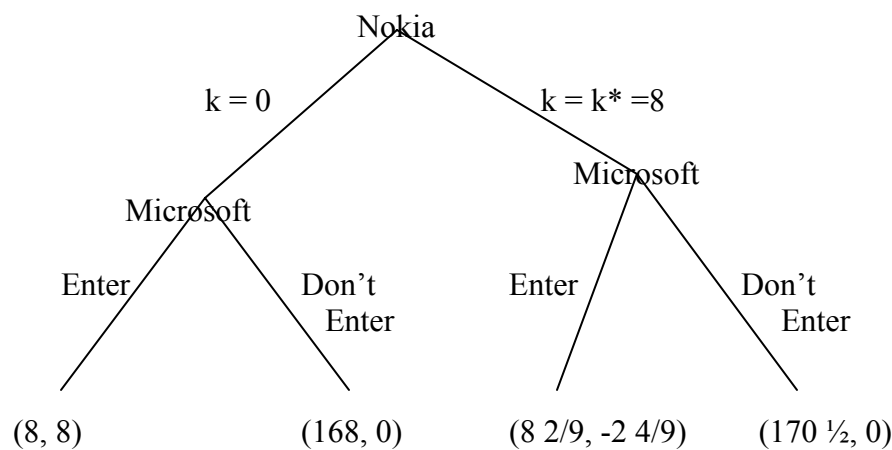 Nokia
k = 0
k = k* =8
Microsoft
Microsoft
Enter
Don’t
Enter
Enter
Don’t
Enter
(8, 8)
(168, 0)
(8 2/9, -2 4/9)
(170 ½, 0)